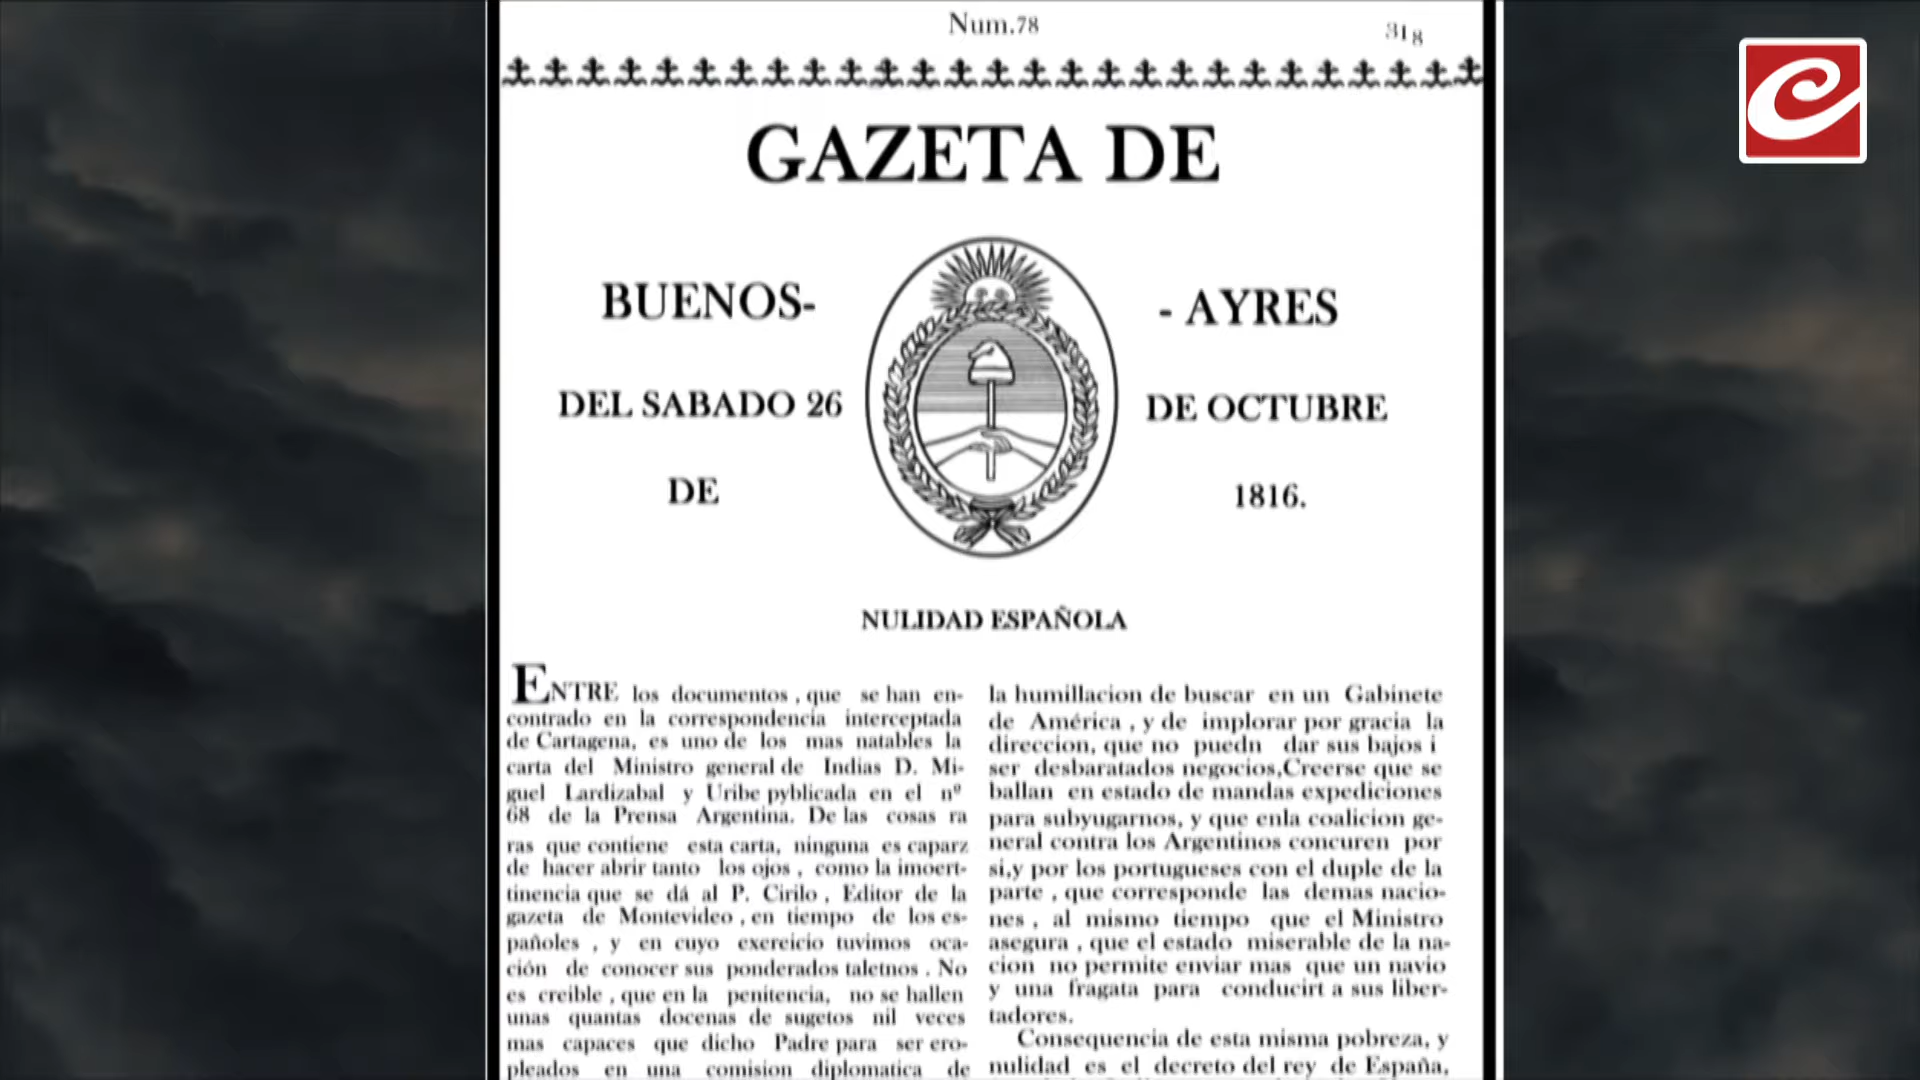 Num.78
318
GAZETA DE
BUENOS- - AYRES
DEL SABADO 26 DE OCTUBRE
DE 1816.
NULIDAD ESPAÑOLA
ENTRE los documentos , que se han en-
contrado en la correspondencia interceptada
de Cartagena, es uno de los mas natables la
carta del Ministro general de Indias D. Mi-
guel Lardizabal y Uribe pyblicada en el nº
68 de la Prensa Argentina. De las cosas ra
ras que contiene esta carta, ninguna es caparz
de hacer abrir tanto los ojos , como la imoert-
tinencia que se dá al P. Cirilo , Editor de la
gazeta de Montevideo , en tiempo de los es-
pañoles , y en cuyo exereicio tuvimos oca-
ción de conocer sus ponderados taletnos . No
es creible , que en la penitencia, no se hallen
unas quantas docenas de sugetos nil veces
mas capaces que dicho Padre para ser ero-
pleados en una comision diplomatica de
la humillacion de buscar en un Gabinete
de América , y de implorar por gracia la
direccion, que no puedn dar sus bajos i
ser desbaratados negocios,Creerse que se
ballan en estado de mandas expediciones
para subyugarnos, y que enla coalicion ge-
neral contra los Argentinos concuren por
si,y por los portugueses con el duple de la
parte , que corresponde las demas nacio-
nes , al mismo tiempo que el Ministro
asegura , que el estado miserable de la na-
cion no permite enviar mas que un navio
y una fragata para conducirt a sus liber-
tadores.
Consequencia de esta misma pobreza, y
nulidad es el decreto del rey de España,